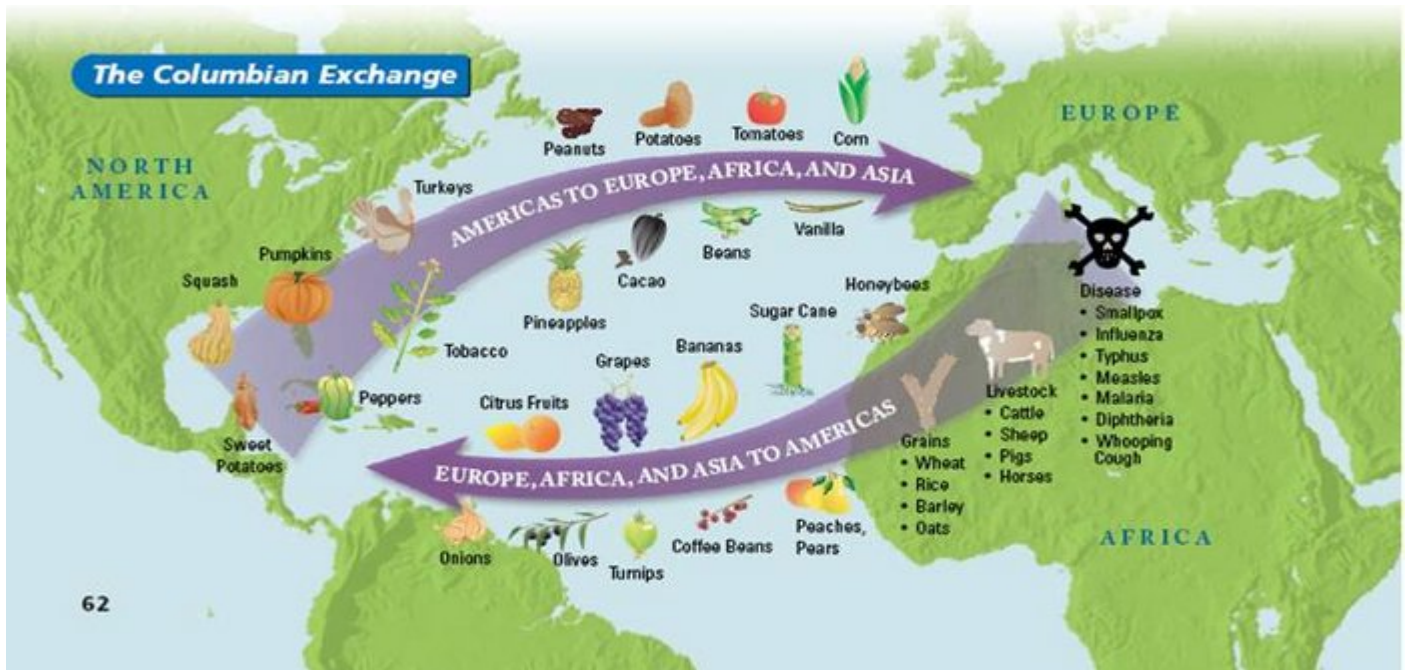 The Columbian Exchange
NORTH
AMERICA
EUROPE
AFRICA
Peanuts
Potatoes
Tomatoes
Corn
AMERICAS TO EUROPE, AFRICA, AND ASIA
Turkeys
Pumpkins
Squash
Sweet
Potatoes
Peppers
Tobacco
Pineapples
Cacao
Beans
Vanilla
Honeybees
Sugar Cane
Bananas
Grapes
Citrus Fruits
EUROPE, AFRICA, AND ASIA TO AMERICAS
Onions
Olives
Turnips
Coffee Beans
Peaches,
Pears
Grains
• Wheat
• Rice
• Barley
• Oats
Livestock
• Cattle
• Sheep
• Pigs
• Horses
Disease
• Smallpox
• Influenza
• Typhus
• Measles
• Malaria
• Diphtheria
• Whooping
Cough
62